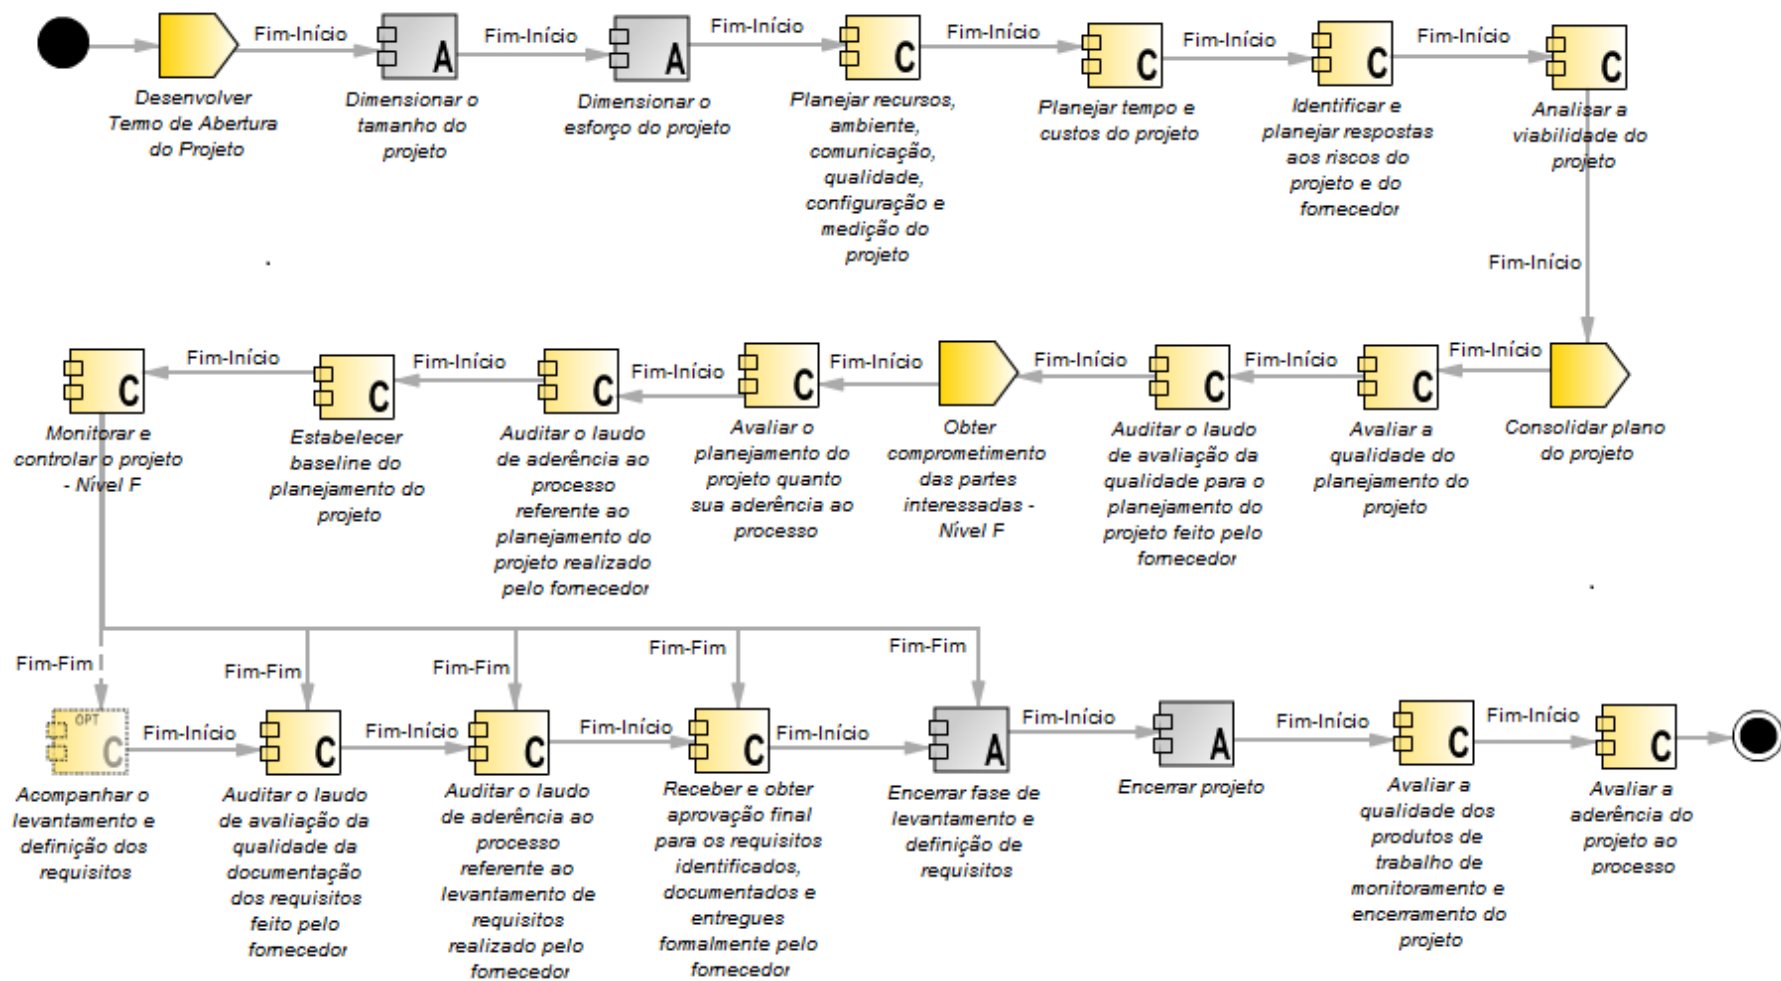 Fim-Início
Fim-Início
Fim-Início
Fim-Início
Fim-Início
Fim-Início
A
A
C
C
C
C
Desenvolver
Termo de Abertura
do Projeto
Dimensionar o
tamanho do
projeto
Dimensionar o
esforço do projeto
Planejar recursos,
ambiente,
comunicação,
qualidade,
configuração e
medição do
projeto
Planejar tempo e
custos do projeto
Identificar e
planejar respostas
aos riscos do
projeto e do
fornecedor
Analisar a
viabilidade do
projeto
Fim-Início
Fim-Início
Fim-Início
Fim-Início
Fim-Início
Fim-Início
Fim-Início
Fim-Início
C
C
C
C
C
C
Consolidar plano
do projeto
Avaliar a
qualidade do
planejamento do
projeto
Auditar o laudo
de avaliação da
qualidade para o
planejamento do
projeto feito pelo
fornecedor
Obter
comprometimento
das partes
interessadas -
Nível F
Avaliar o
planejamento do
projeto quanto
sua aderência ao
processo
Auditar o laudo
de aderência ao
processo
referente ao
planejamento do
projeto realizado
pelo fornecedor
Estabelecer
baseline do
planejamento do
projeto
Monitorar e
controlar o projeto
- Nível F
Fim-Fim
Fim-Fim
Fim-Fim
Fim-Fim
Fim-Fim
OPT
C
Fim-Início
C
Fim-Início
C
Fim-Início
C
Fim-Início
A
Fim-Início
A
Fim-Início
C
Fim-Início
C
Acompanhar o
levantamento e
definição dos
requisitos
Auditar o laudo
de avaliação da
qualidade da
documentação
dos requisitos
feito pelo
fornecedor
Auditar o laudo
de aderência ao
processo
referente ao
levantamento de
requisitos
realizado pelo
fornecedor
Receber e obter
aprovação final
para os requisitos
identificados,
documentados e
entregues
formalmente pelo
fornecedor
Encerrar fase de
levantamento e
definição de
requisitos
Encerrar projeto
Avaliar a
qualidade dos
produtos de
trabalho de
monitoramento e
encerramento do
projeto
Avaliar a
aderência do
projeto ao
processo